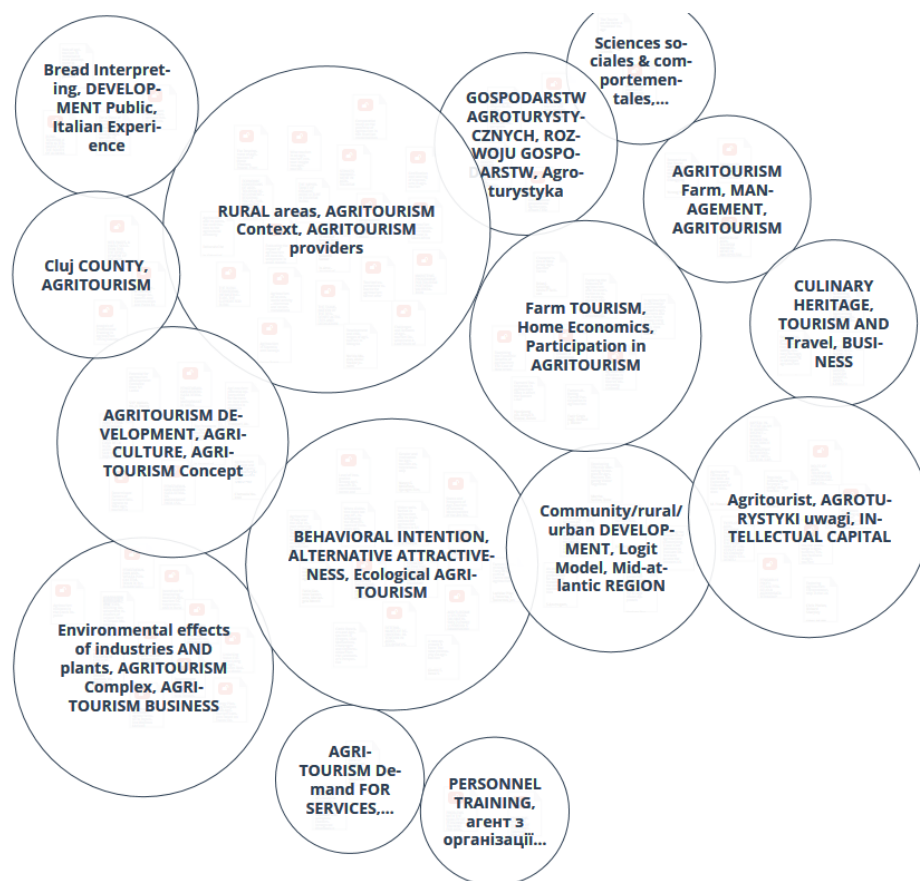 Sciences so-
ciales & com-
portemen-
tales,...
Bread Interpret-
ing, DEVELOP-
MENT Public,
Italian Experi-
ence
GOSPODARSTW
AGROTURYSTY-
CZNYCH, ROZ-
WOJU GOSPO-
DARSTW, Agro-
turystyka
AGRITOURISM
Farm, MAN-
AGEMENT,
AGRITOURISM
RURAL areas, AGRITOURISM
Context, AGRITOURISM
providers
Cluj COUNTY,
AGRITOURISM
CULINARY
HERITAGE,
TOURISM AND
Travel, BUSI-
NESS
Farm TOURISM,
Home Economics,
Participation in
AGRITOURISM
AGRITOURISM DE-
VELOPMENT, AGRI-
CULTURE, AGRI-
TOURISM Concept
BEHAVIORAL INTENTION,
ALTERNATIVE ATTRACTIVE-
NESS, Ecological AGRI-
TOURISM
Community/rural/
urban DEVELOP-
MENT, Logit
Model, Mid-at-
lantic REGION
Agritourist, AGROTU-
RYSTYKI uwagi, IN-
TELLECTUAL CAPITAL
Environmental effects
of industries AND
plants, AGRITOURISM
Complex, AGRI-
TOURISM BUSINESS
AGRI-
TOURISM De-
mand FOR
SERVICES,...
PERSONNEL
TRAINING,
агент з
організації...